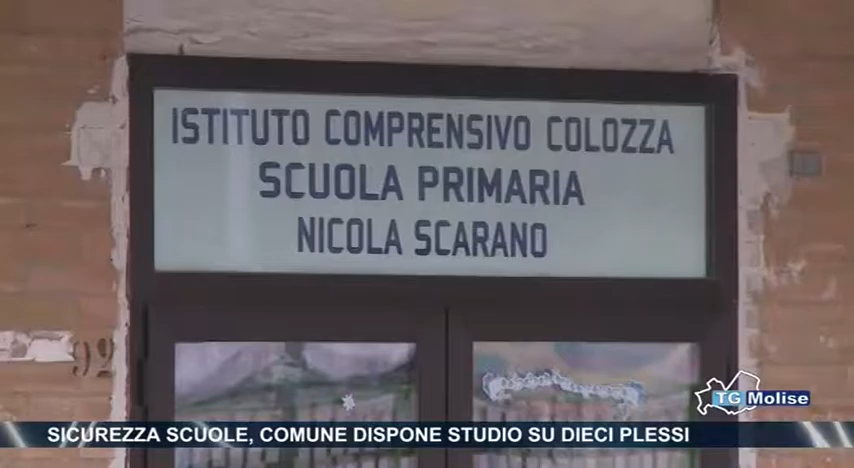 ISTITUTO COMPRENSIVO COLOZZA
SCUOLA PRIMARIA
NICOLA SCARANO
92
TG Molise
SICUREZZA SCUOLE, COMUNE DISPONE STUDIO SU DIECI PLESSI